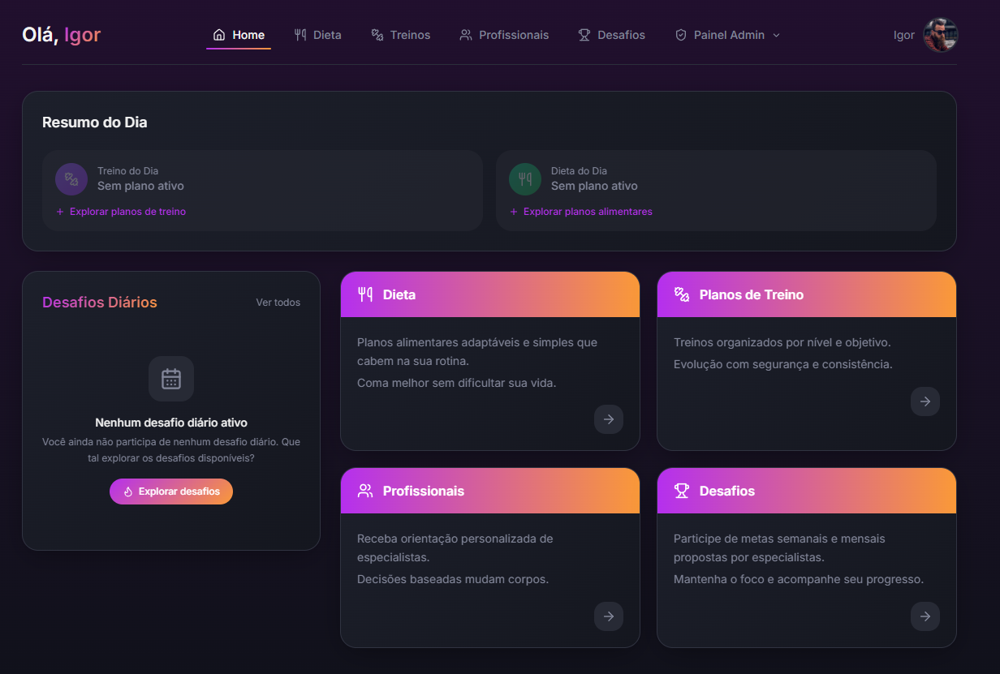 Olá, Igor
Home
Dieta
Treinos
Profissionais
Desafios
Painel Admin
Igor
Resumo do Dia
Treino do Dia
Sem plano ativo
+ Explorar planos de treino
Dieta do Dia
Sem plano ativo
+ Explorar planos alimentares
Desafios Diários
Ver todos
Nenhum desafio diário ativo
Você ainda não participa de nenhum desafio diário. Que
tal explorar os desafios disponíveis?
Explorar desafios
Dieta
Planos alimentares adaptáveis e simples que
cabem na sua rotina.
Coma melhor sem dificultar sua vida.
Planos de Treino
Treinos organizados por nível e objetivo.
Evolução com segurança e consistência.
Profissionais
Receba orientação personalizada de
especialistas.
Decisões baseadas mudam corpos.
Desafios
Participe de metas semanais e mensais
propostas por especialistas.
Mantenha o foco e acompanhe seu progresso.